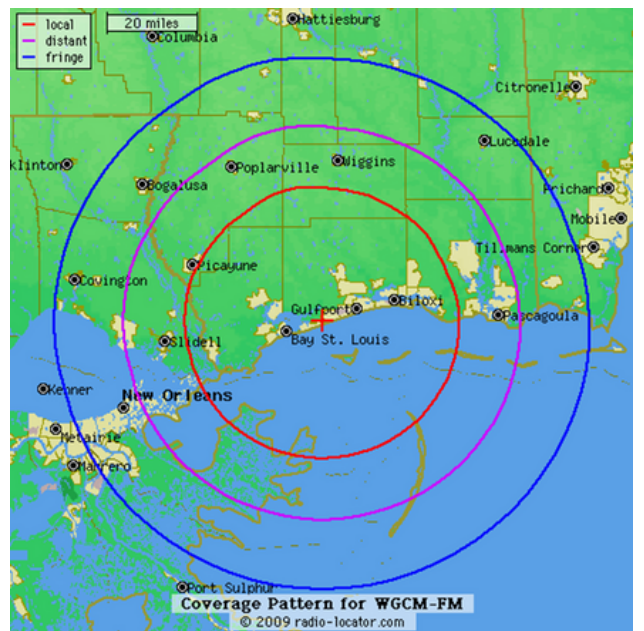 local
distant
fringe
20 miles
Hattiesburg
Columbia
Citronelle
Lucedale
klinton
Poplarville
Wiggins
Bogalusa
Prichard
Mobile
Tillmans Corner
Picayune
Covington
Gulfport
Biloxi
Pascagoula
Slidell
Bay St. Louis
Kenner
New Orleans
Metairie
Marrero
Port Sulphur
Coverage Pattern for WGCM-FM
© 2009 radio-locator.com